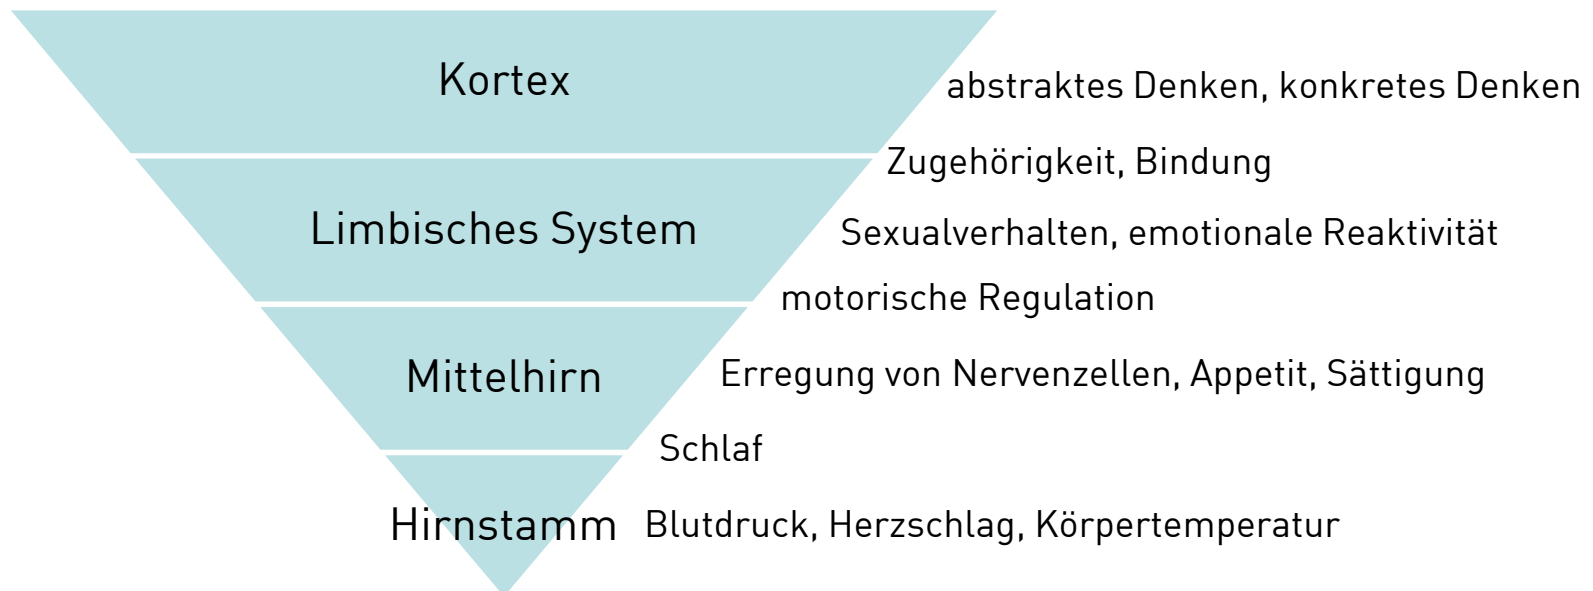 Kortex
abstraktes Denken, konkretes Denken
Zugehörigkeit, Bindung
Limbisches System
Sexualverhalten, emotionale Reaktivität
motorische Regulation
Mittelhirn
Erregung von Nervenzellen, Appetit, Sättigung
Schlaf
Hirnstamm
Blutdruck, Herzschlag, Körpertemperatur